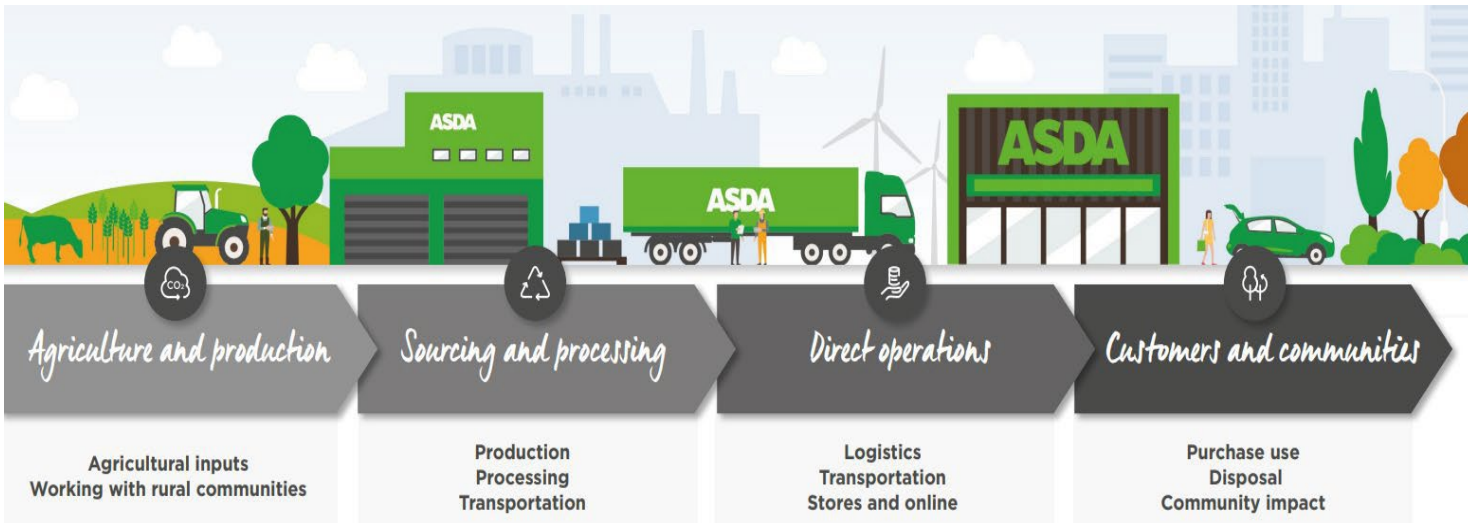 ASDA
ASDA
ASDA
CO₂
Agriculture and production
Sourcing and processing
Direct operations
Customers and communities
Agricultural inputs
Working with rural communities
Production
Processing
Transportation
Logistics
Transportation
Stores and online
Purchase use
Disposal
Community impact